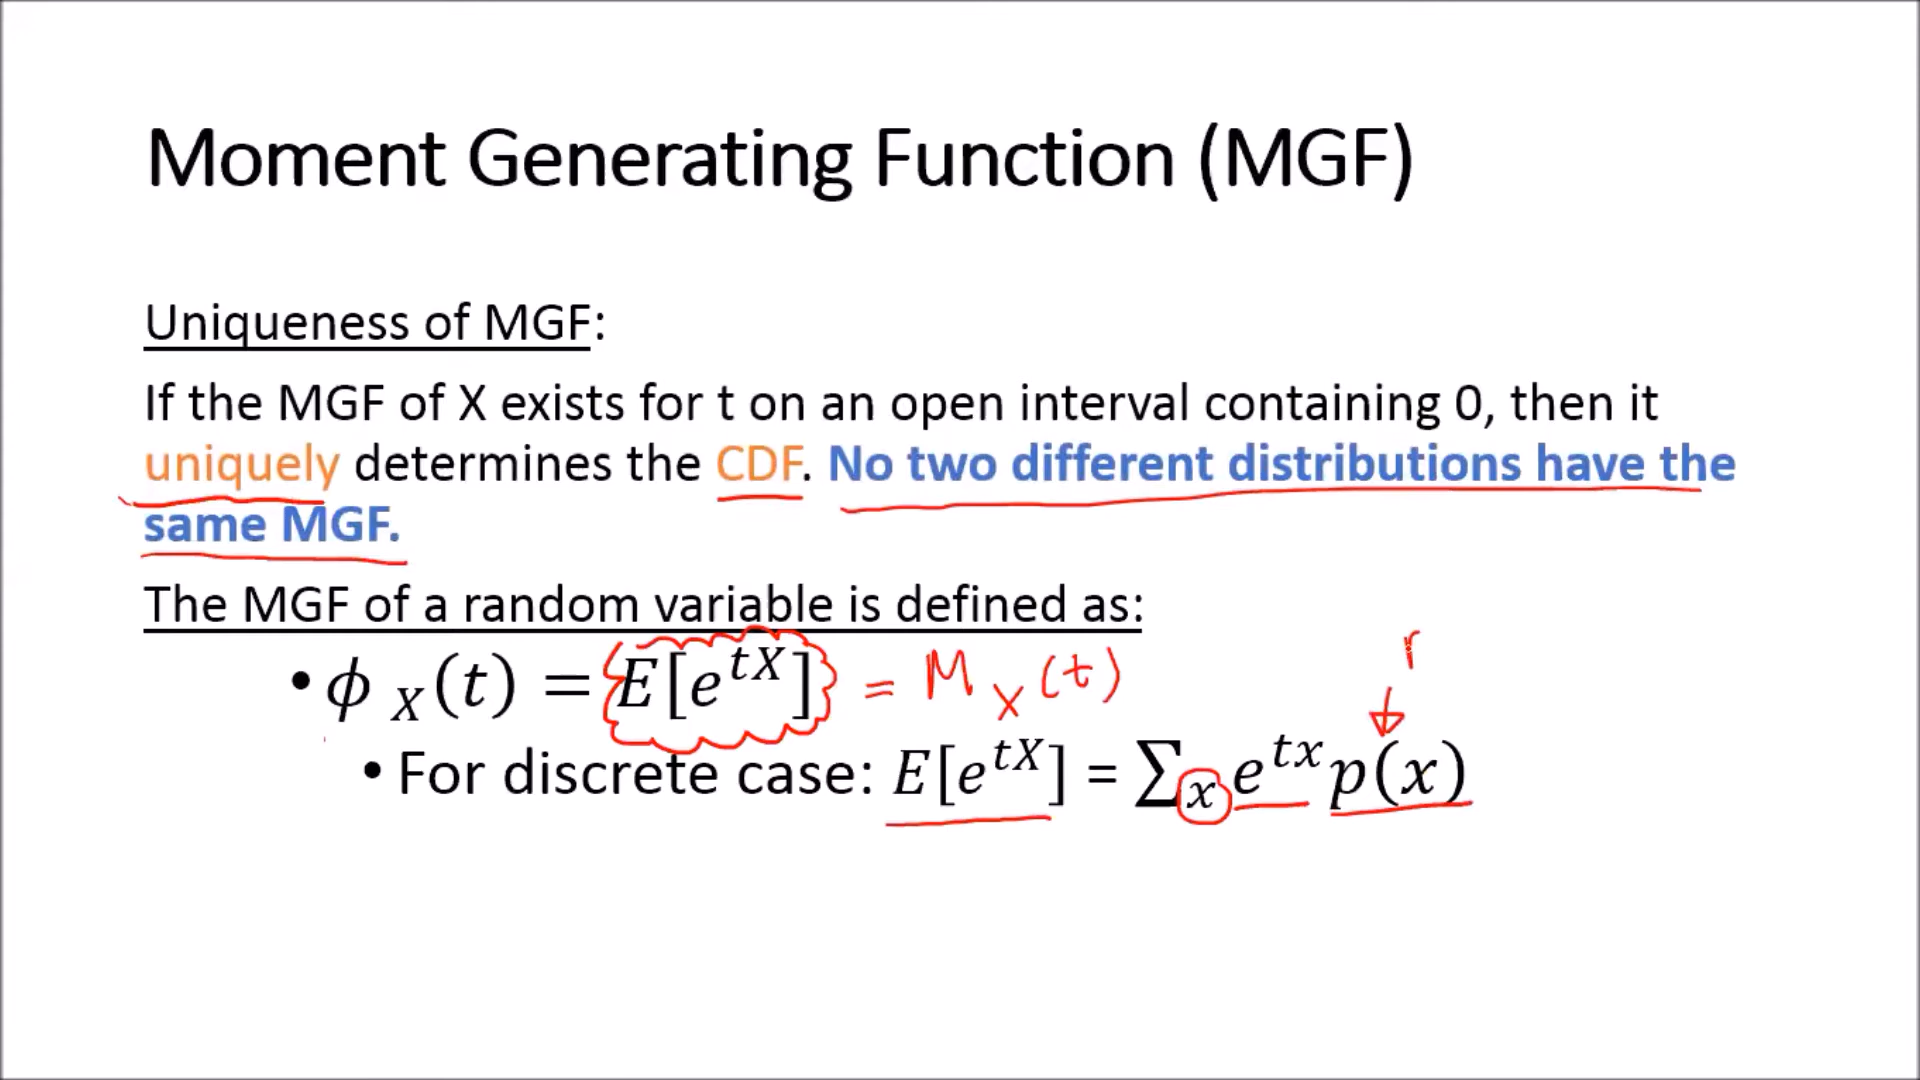 Moment Generating Function (MGF)
Uniqueness of MGF:
If the MGF of X exists for t on an open interval containing 0, then it
uniquely determines the CDF. No two different distributions have the
same MGF.
The MGF of a random variable is defined as:
• ϕ X(t) = E[e^{tX}] = M_X(t)
• For discrete case: E[e^{tX}] = ∑_x e^{tx} p(x)